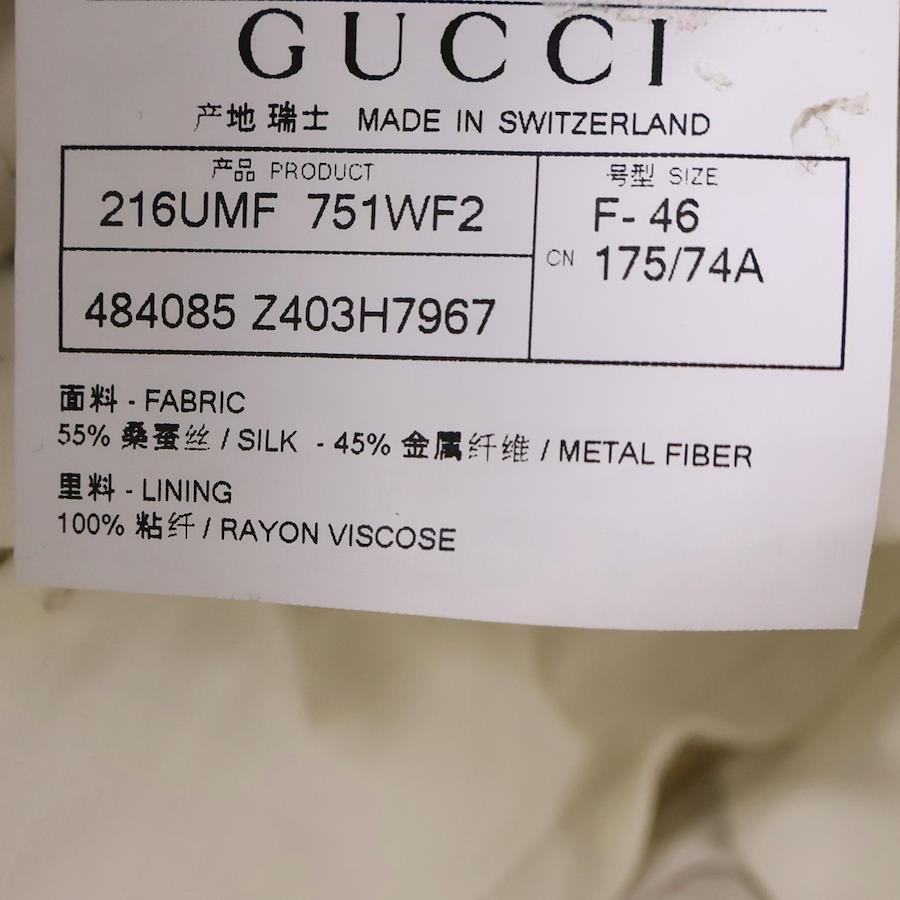 GUCCI
产地 瑞士 MADE IN SWITZERLAND
产品 PRODUCT
216UMF 751WF2
号型 SIZE
F- 46
CN 175/74A
484085 Z403H7967
面料 - FABRIC
55% 桑蚕丝 / SILK - 45% 金属纤维 / METAL FIBER
里料 - LINING
100% 粘纤 / RAYON VISCOSE